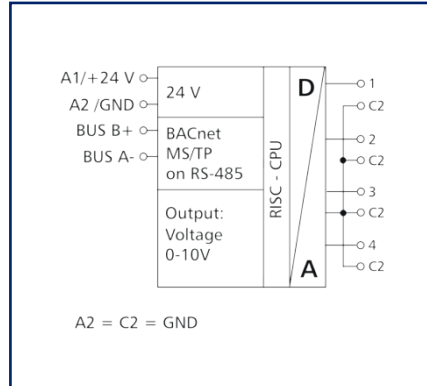 A1/+24 V
A2 /GND
BUS B+
BUS A-
24 V
BACnet
MS/TP
on RS-485
Output:
Voltage
0-10V
RISC - CPU
D
A
1
C2
2
C2
3
C2
4
C2
A2 = C2 = GND